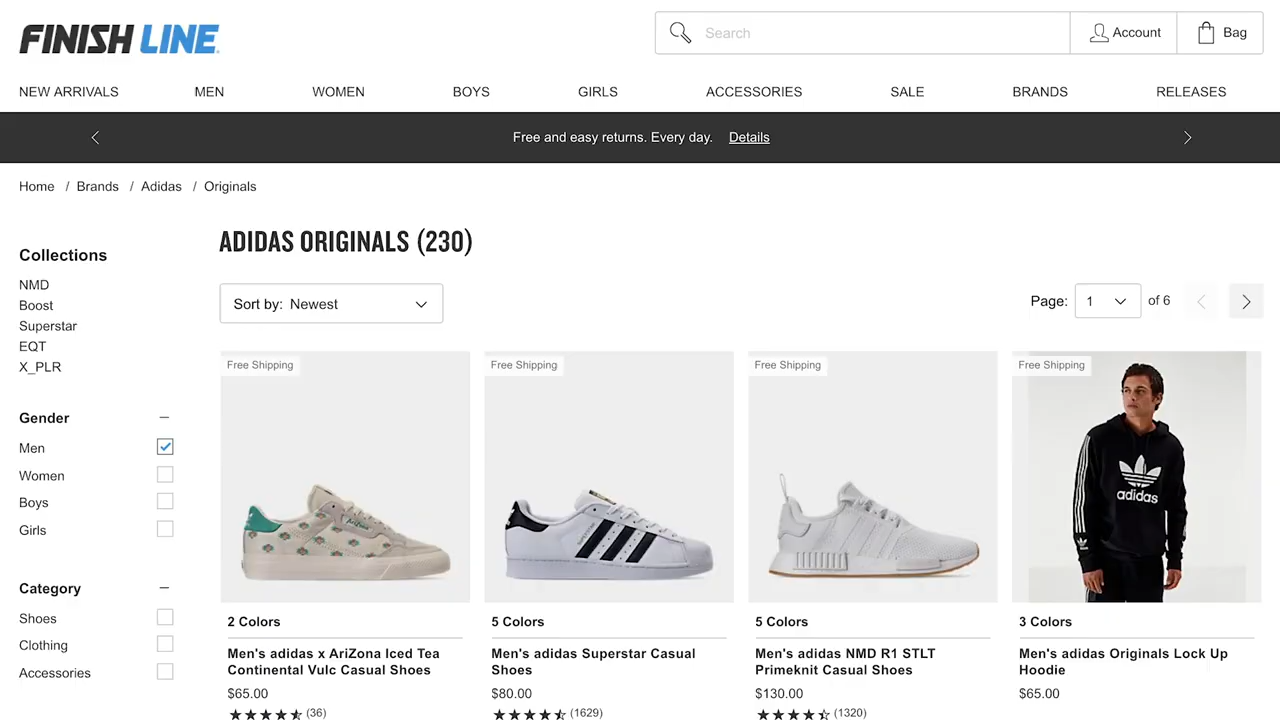 FINISH LINE
Search
Account
Bag
NEW ARRIVALS
MEN
WOMEN
BOYS
GIRLS
ACCESSORIES
SALE
BRANDS
RELEASES
Free and easy returns. Every day. Details
Home / Brands / Adidas / Originals
Collections
NMD
Boost
Superstar
EQT
X_PLR
Gender
Men
Women
Boys
Girls
Category
Shoes
Clothing
Accessories
ADIDAS ORIGINALS (230)
Sort by: Newest
Page: 1 of 6
Free Shipping
AriZona
2 Colors
Men's adidas x AriZona Iced Tea
Continental Vulc Casual Shoes
$65.00
(36)
Free Shipping
SUPERSTAR
5 Colors
Men's adidas Superstar Casual
Shoes
$80.00
(1629)
Free Shipping
5 Colors
Men's adidas NMD R1 STLT
Primeknit Casual Shoes
$130.00
(1320)
Free Shipping
adidas
3 Colors
Men's adidas Originals Lock Up
Hoodie
$65.00